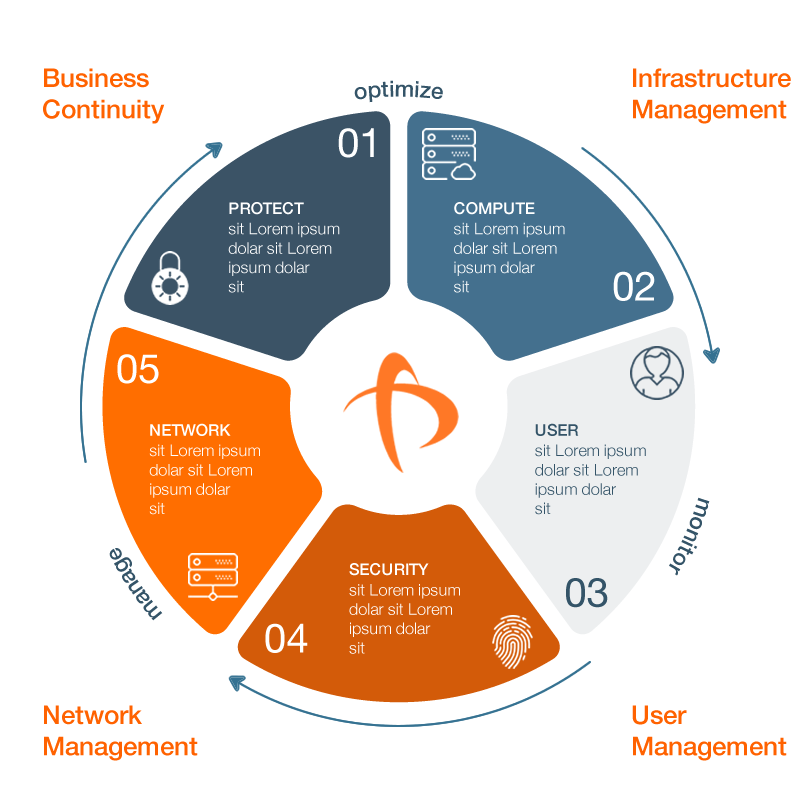 Business
Continuity
optimize
Infrastructure
Management
01
PROTECT
sit Lorem ipsum
dolar sit Lorem
ipsum dolar
sit
COMPUTE
sit Lorem ipsum
dolar sit Lorem
ipsum dolar
sit
02
USER
sit Lorem ipsum
dolar sit Lorem
ipsum dolar
sit
03
monitor
SECURITY
sit Lorem ipsum
dolar sit Lorem
ipsum dolar
sit
04
05
NETWORK
sit Lorem ipsum
dolar sit Lorem
ipsum dolar
sit
manage
Network
Management
User
Management